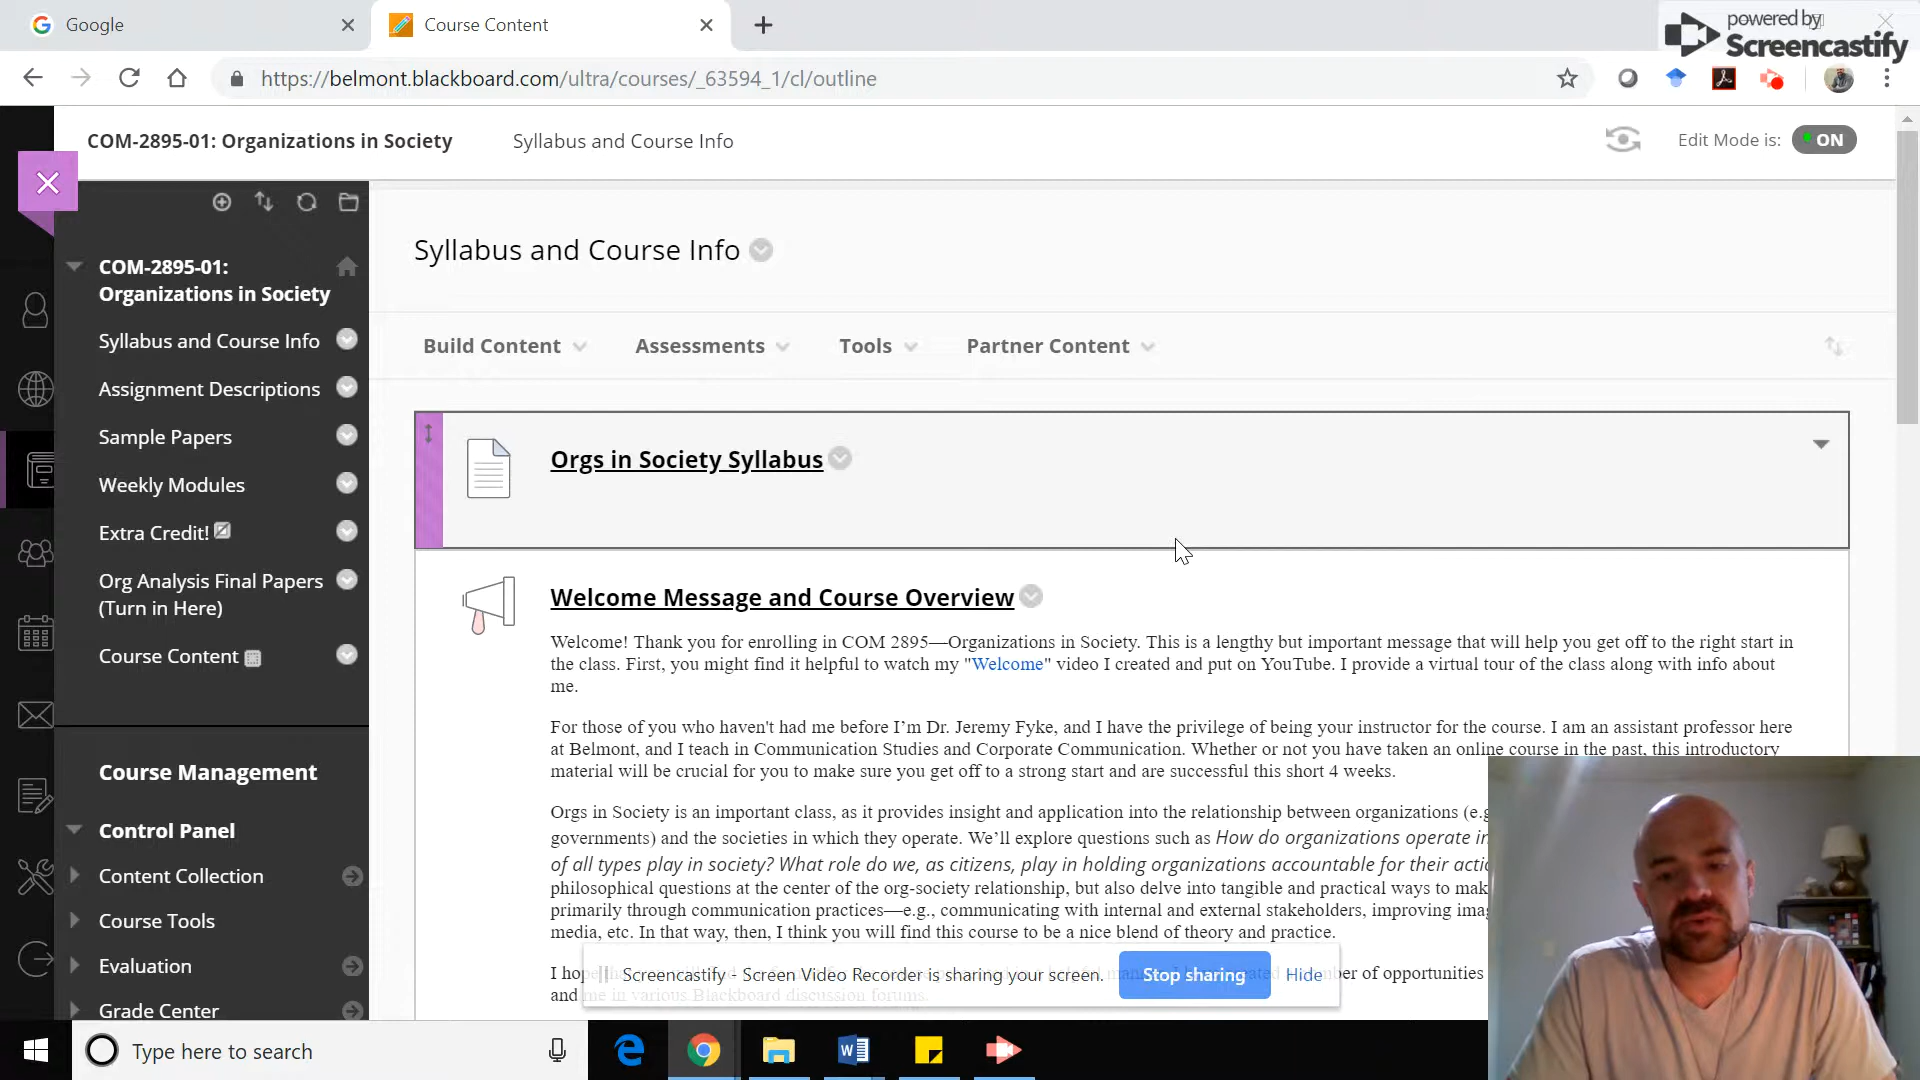 Google
Course Content
powered by
Screencastify
https://belmont.blackboard.com/ultra/courses/_63594_1/cl/outline
COM-2895-01: Organizations in Society
Syllabus and Course Info
Edit Mode is:
ON
COM-2895-01:
Organizations in Society
Syllabus and Course Info
Assignment Descriptions
Sample Papers
Weekly Modules
Extra Credit!
Org Analysis Final Papers
(Turn in Here)
Course Content
Course Management
Control Panel
Content Collection
Course Tools
Evaluation
Grade Center
Syllabus and Course Info
Build Content
Assessments
Tools
Partner Content
Orgs in Society Syllabus
Welcome Message and Course Overview
Welcome! Thank you for enrolling in COM 2895—Organizations in Society. This is a lengthy but important message that will help you get off to the right start in
the class. First, you might find it helpful to watch my "Welcome" video I created and put on YouTube. I provide a virtual tour of the class along with info about
me.
For those of you who haven't had me before I’m Dr. Jeremy Fyke, and I have the privilege of being your instructor for the course. I am an assistant professor here
at Belmont, and I teach in Communication Studies and Corporate Communication. Whether or not you have taken an online course in the past, this introductory
material will be crucial for you to make sure you get off to a strong start and are successful this short 4 weeks.
Orgs in Society is an important class, as it provides insight and application into the relationship between organizations (e.g
governments) and the societies in which they operate. We’ll explore questions such as How do organizations operate in
of all types play in society? What role do we, as citizens, play in holding organizations accountable for their actio
philosophical questions at the center of the org-society relationship, but also delve into tangible and practical ways to mak
primarily through communication practices—e.g., communicating with internal and external stakeholders, improving ima
media, etc. In that way, then, I think you will find this course to be a nice blend of theory and practice.
I hop
mber of opportunities
and me in various Blackboard discussion forums.
Screencastify - Screen Video Recorder is sharing your screen.
Stop sharing
Hide
Type here to search